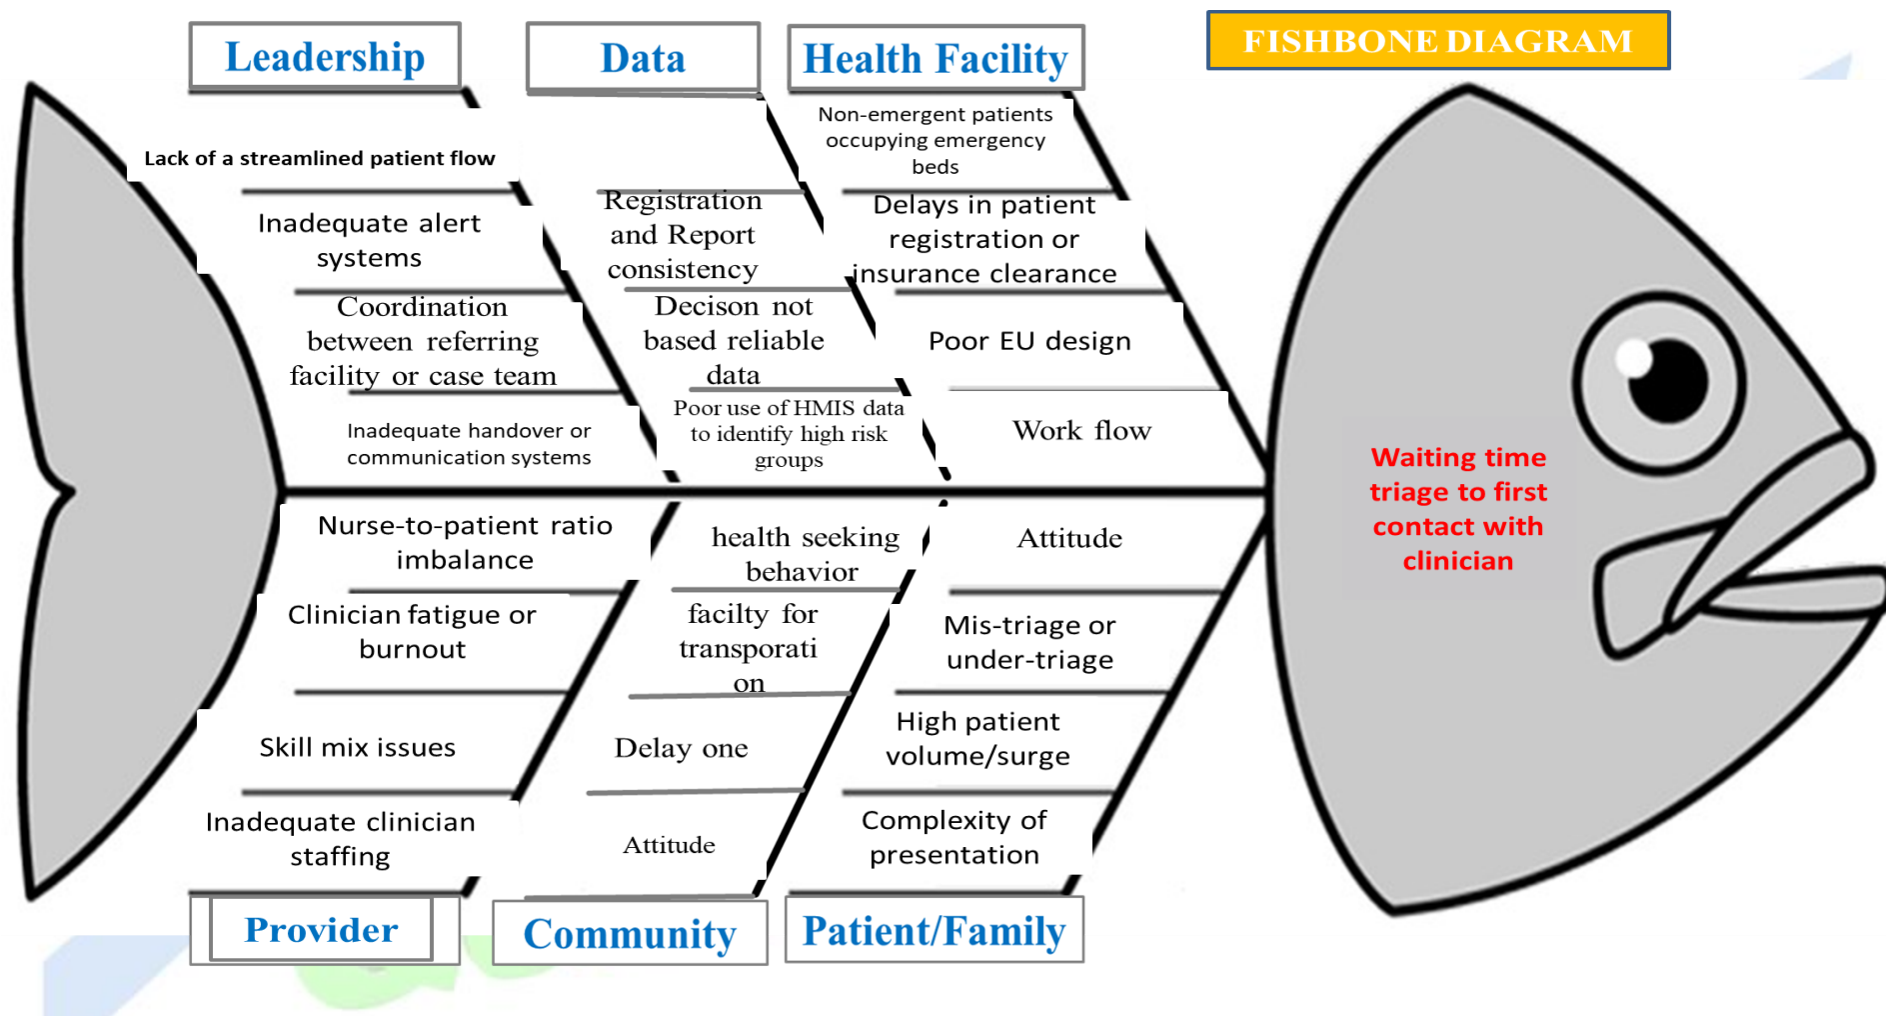 FISHBONE DIAGRAM
Leadership
Lack of a streamlined patient flow
Inadequate alert
systems
Coordination
between referring
facility or case team
Inadequate handover or
communication systems
Data
Registration
and Report
consistency
Decison not
based reliable
data
Poor use of HMIS data
to identify high risk
groups
Health Facility
Non-emergent patients
occupying emergency
beds
Delays in patient
registration or
insurance clearance
Poor EU design
Work flow
Waiting time
triage to first
contact with
clinician
Nurse-to-patient ratio
imbalance
Clinician fatigue or
burnout
Skill mix issues
Inadequate clinician
staffing
Provider
health seeking
behavior
facilty for
transporati
on
Delay one
Attitude
Community
Attitude
Mis-triage or
under-triage
High patient
volume/surge
Complexity of
presentation
Patient/Family